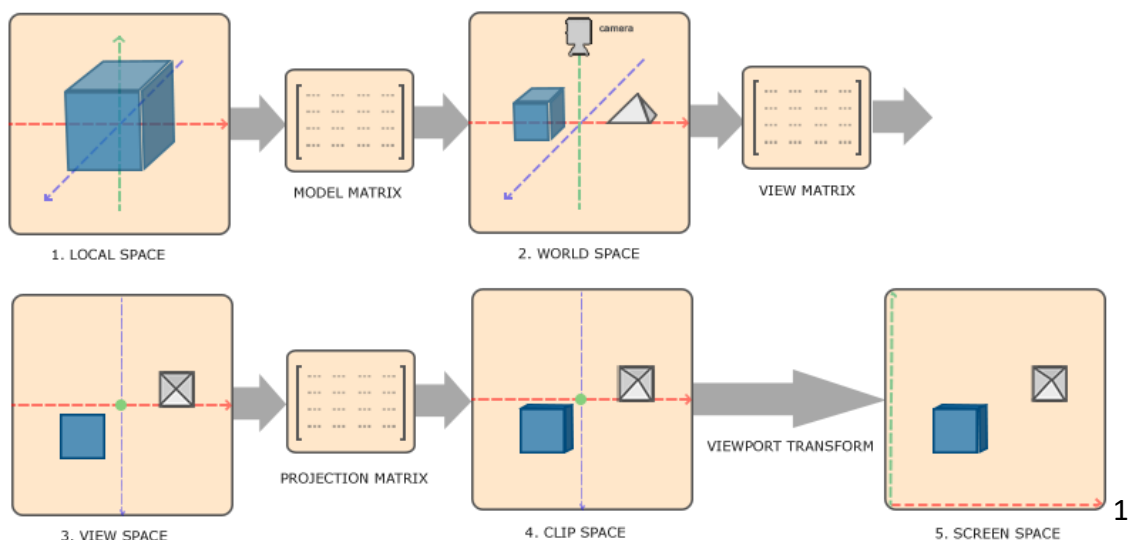 camera
MODEL MATRIX
VIEW MATRIX
1. LOCAL SPACE
2. WORLD SPACE
VIEWPORT TRANSFORM
PROJECTION MATRIX
1
3. VIEW SPACE
4. CLIP SPACE
5. SCREEN SPACE